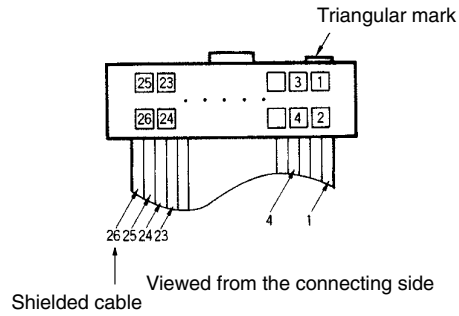 Triangular mark
25 23 3 1
26 24 4 2
26 25 24 23 4 1
Viewed from the connecting side
Shielded cable